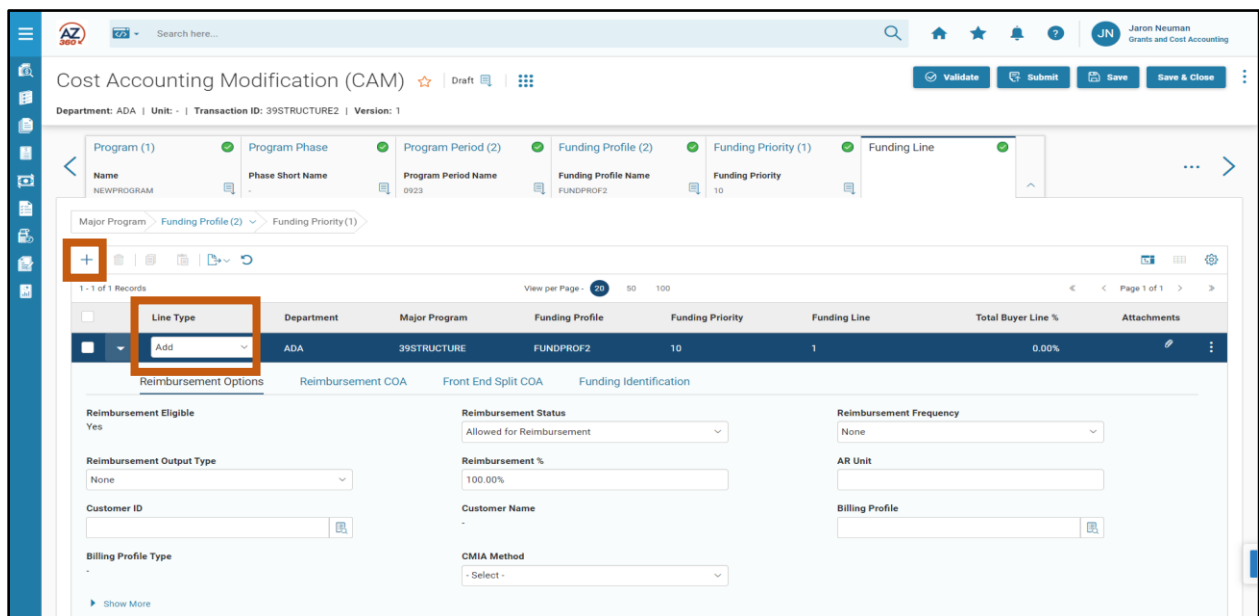 AZ 360
Search here...
JN
Jaron Neuman
Grants and Cost Accounting
Cost Accounting Modification (CAM)
Draft
Validate
Submit
Save
Save & Close
Department: ADA | Unit: - | Transaction ID: 39STRUCTURE2 | Version: 1
Program (1) Program Phase Program Period (2) Funding Profile (2) Funding Priority (1) Funding Line
Name Phase Short Name Program Period Name Funding Profile Name Funding Priority
NEWPROGRAM - 0923 FUNDPROF2 10
Major Program Funding Profile (2) Funding Priority (1)
1 - 1 of 1 Records View per Page - 20 50 100 Page 1 of 1
Line Type Department Major Program Funding Profile Funding Priority Funding Line Total Buyer Line % Attachments
Add ADA 39STRUCTURE FUNDPROF2 10 1 0.00%
Reimbursement Options Reimbursement COA Front End Split COA Funding Identification
Reimbursement Eligible Reimbursement Status Reimbursement Frequency
Yes Allowed for Reimbursement None
Reimbursement Output Type Reimbursement % AR Unit
None 100.00%
Customer ID Customer Name Billing Profile
-
Billing Profile Type CMIA Method
- - Select -
Show More